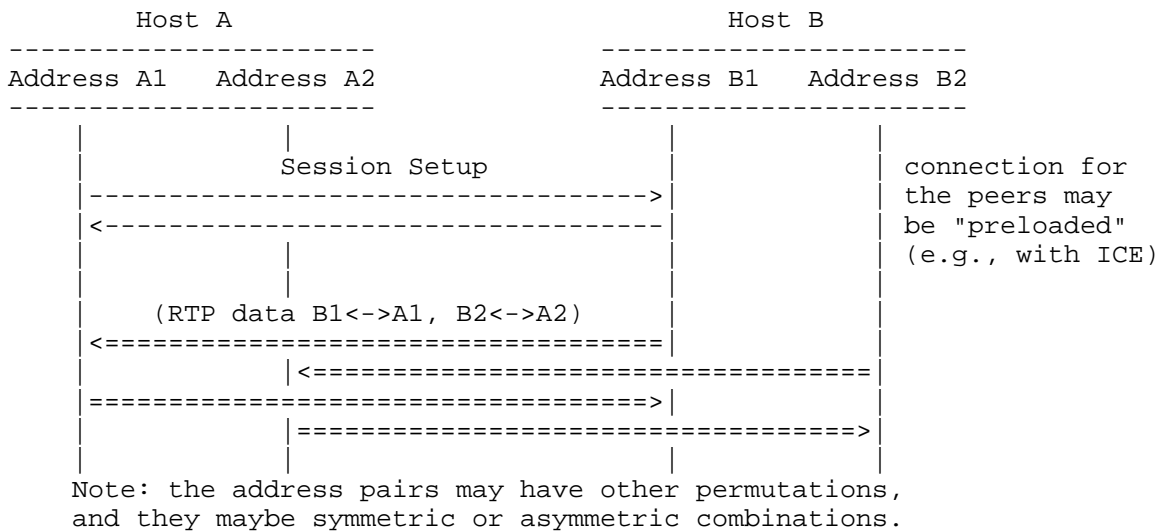 Host A Host B
Address A1 Address A2 Address B1 Address B2
Session Setup connection for
the peers may
be "preloaded"
(e.g., with ICE)
(RTP data B1<->A1, B2<->A2)
Note: the address pairs may have other permutations,
and they maybe symmetric or asymmetric combinations.